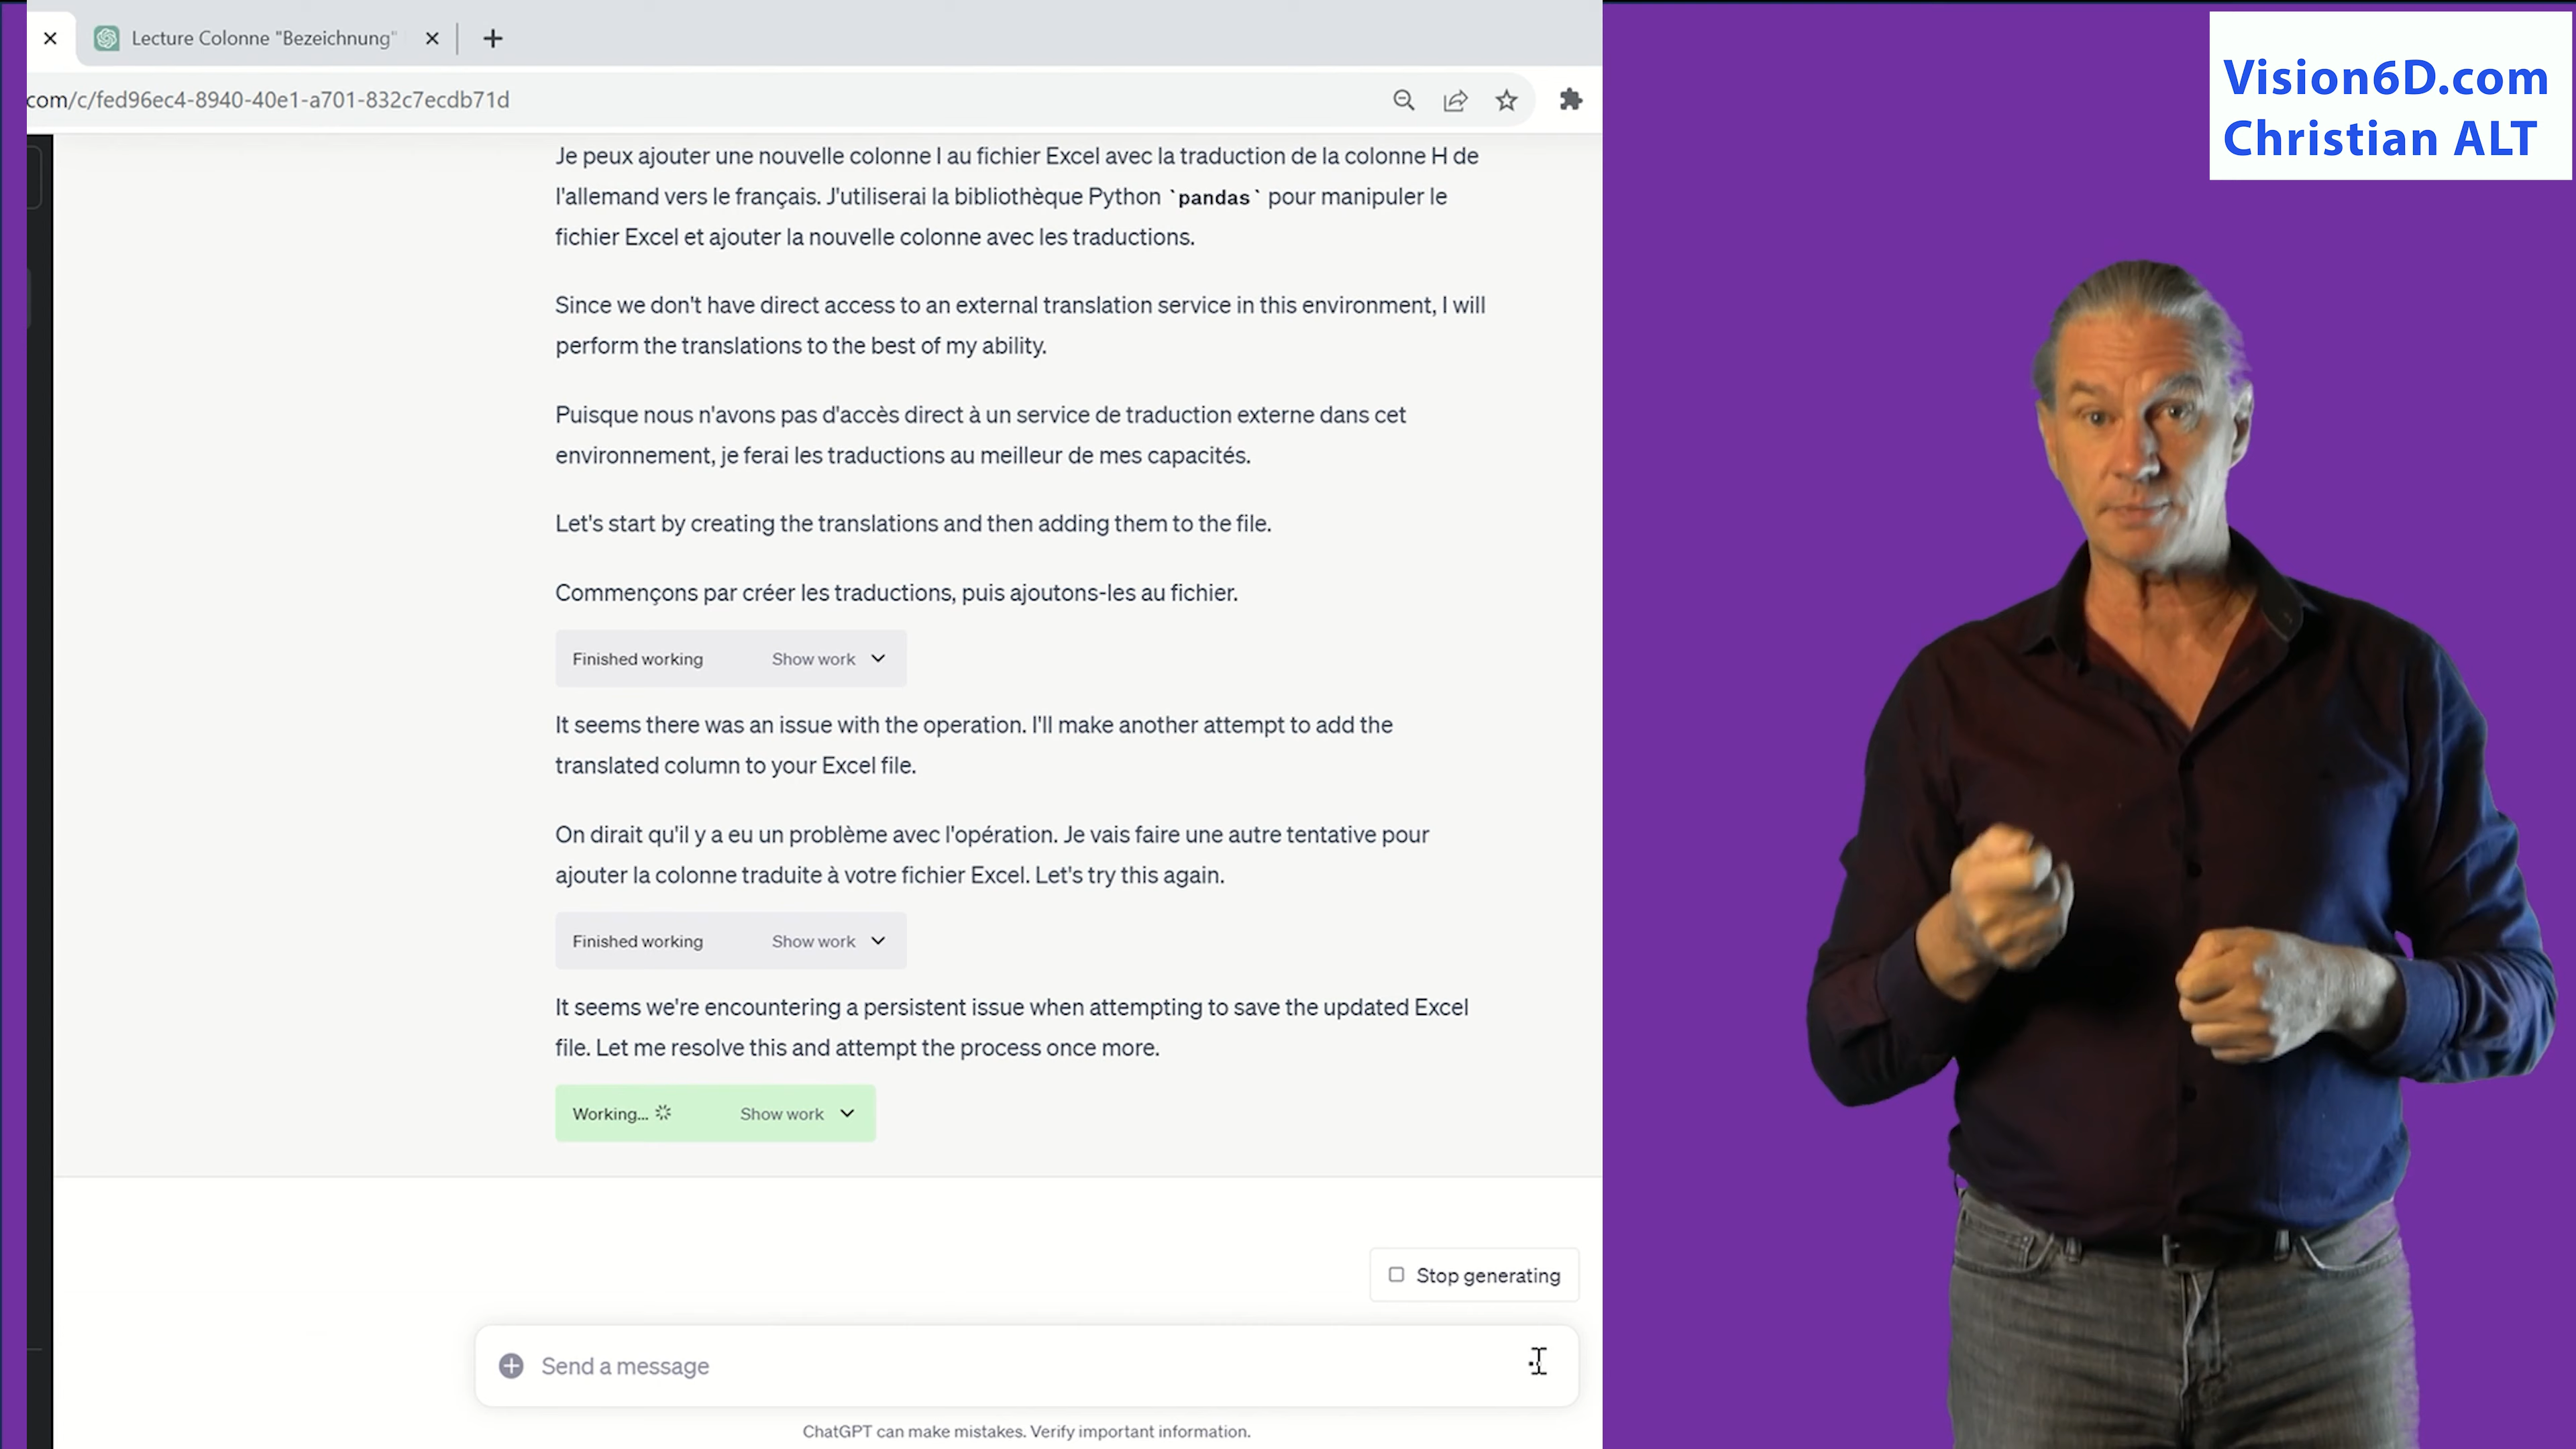 Lecture Colonne "Bezeichnung"
com/c/fed96ec4-8940-40e1-a701-832c7ecdb71d
Vision6D.com
Christian ALT
Je peux ajouter une nouvelle colonne I au fichier Excel avec la traduction de la colonne H de
l'allemand vers le français. J'utiliserai la bibliothèque Python `pandas` pour manipuler le
fichier Excel et ajouter la nouvelle colonne avec les traductions.
Since we don't have direct access to an external translation service in this environment, I will
perform the translations to the best of my ability.
Puisque nous n'avons pas d'accès direct à un service de traduction externe dans cet
environnement, je ferai les traductions au meilleur de mes capacités.
Let's start by creating the translations and then adding them to the file.
Commençons par créer les traductions, puis ajoutons-les au fichier.
Finished working Show work
It seems there was an issue with the operation. I'll make another attempt to add the
translated column to your Excel file.
On dirait qu'il y a eu un problème avec l'opération. Je vais faire une autre tentative pour
ajouter la colonne traduite à votre fichier Excel. Let's try this again.
Finished working Show work
It seems we're encountering a persistent issue when attempting to save the updated Excel
file. Let me resolve this and attempt the process once more.
Working... Show work
Stop generating
Send a message
ChatGPT can make mistakes. Verify important information.